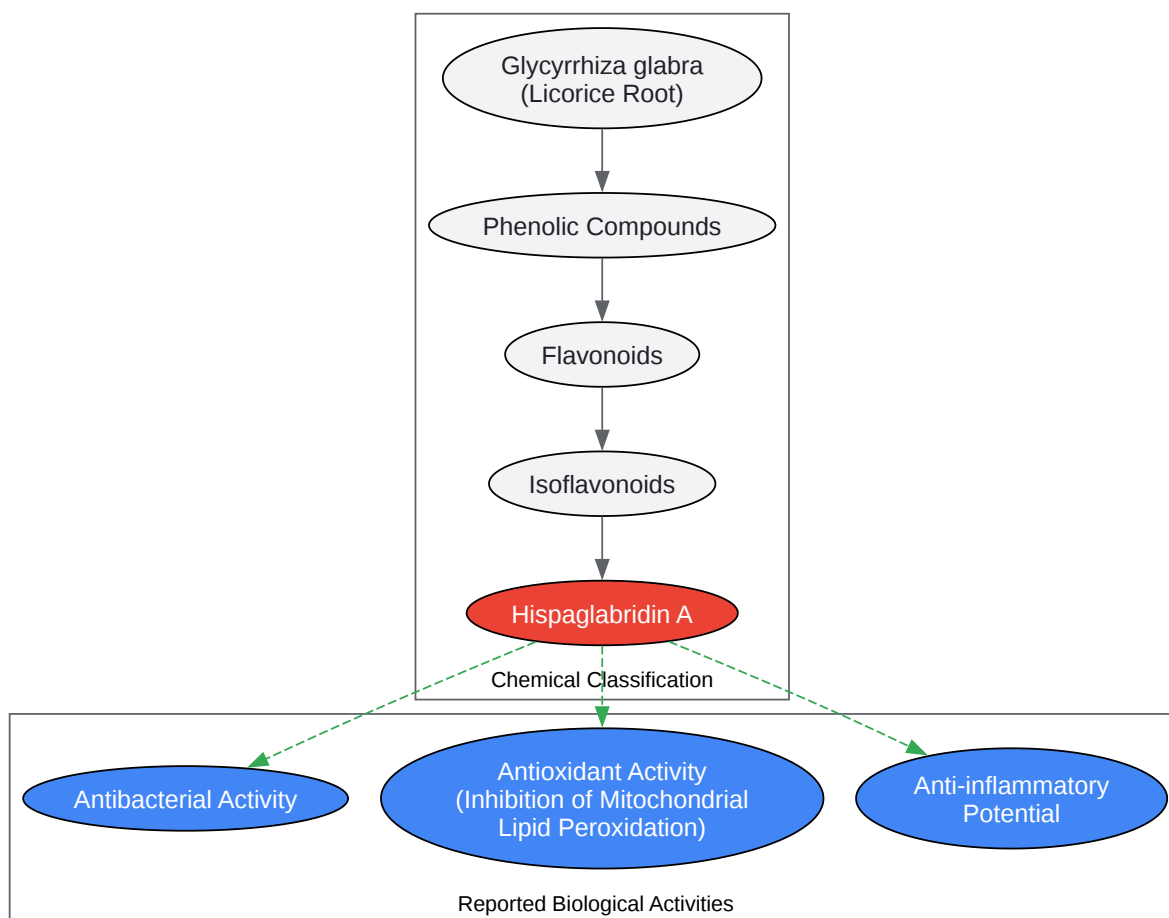 Glycyrrhiza glabra
(Licorice Root)
Phenolic Compounds
Flavonoids
Isoflavonoids
Hispaglabridin A
Chemical Classification
Antibacterial Activity
Antioxidant Activity
(Inhibition of Mitochondrial
Lipid Peroxidation)
Anti-inflammatory
Potential
Reported Biological Activities